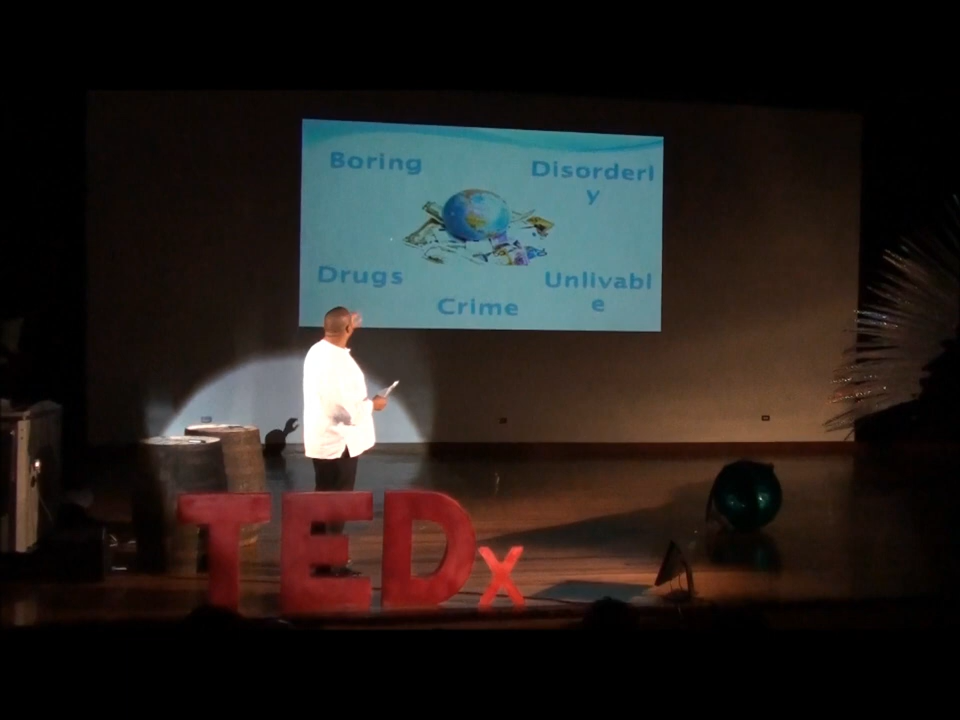 Boring
Disorderl
y
Drugs
Unlivabl
e
Crime
TEDx